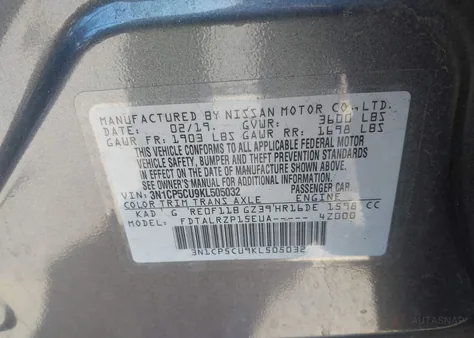 MANUFACTURED BY NISSAN MOTOR CO., LTD.
DATE: 02/19. GVWR: 3600 LBS
GAWR FR: 1903 LBS GAWR RR: 1698 LBS
THIS VEHICLE CONFORMS TO ALL APPLICABLE FEDERAL MOTOR
VEHICLE SAFETY, BUMPER AND THEFT PREVENTION STANDARDS
IN EFFECT ON THE DATE OF MANUFACTURE SHOWN ABOVE.
SEE OWNER'S MANUAL FOR ADDITIONAL INFORMATION.
VIN: 3N1CP5CU9KL505032 PASSENGER CAR.
COLOR TRIM TRANS AXLE ENGINE
KAD G RE0F11B GZ39 HR16DE 1598 CC
MODEL: FDTALRZP15EUA----- 4Z000
3N1CP5CU9KL505032